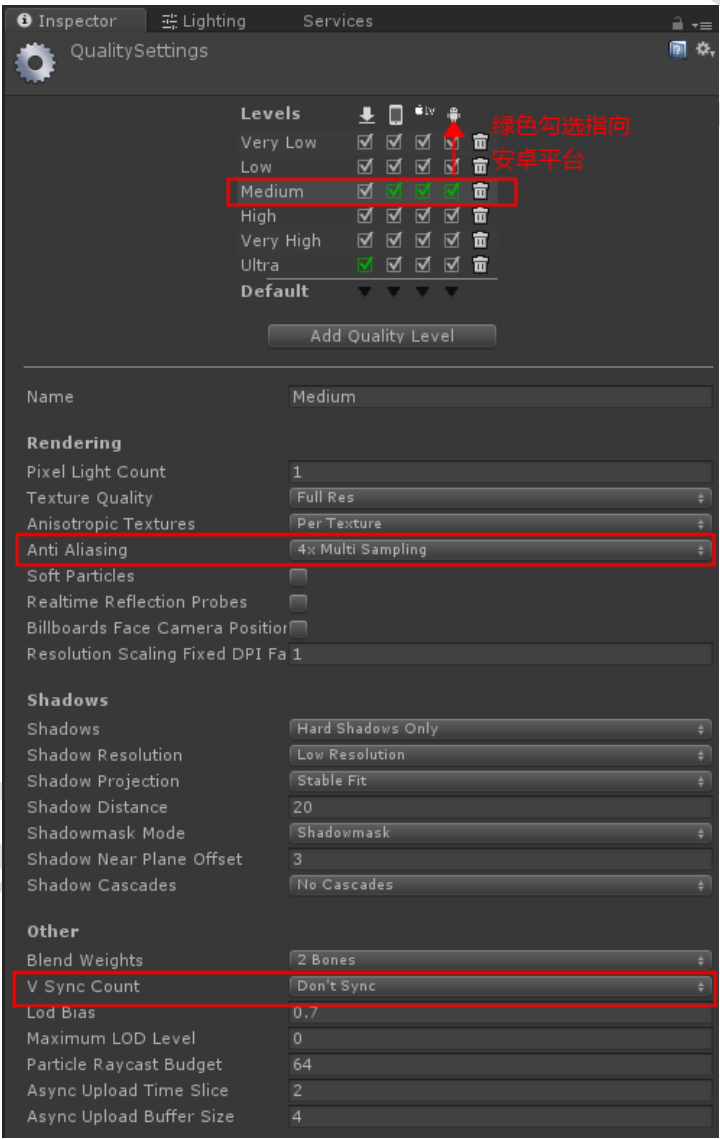 Inspector Lighting Services
QualitySettings
Levels tv
绿色勾选指向
安卓平台
Very Low
Low
Medium
High
Very High
Ultra
Default
Add Quality Level
Name Medium
Rendering
Pixel Light Count 1
Texture Quality Full Res
Anisotropic Textures Per Texture
Anti Aliasing 4x Multi Sampling
Soft Particles
Realtime Reflection Probes
Billboards Face Camera Position
Resolution Scaling Fixed DPI Fa 1
Shadows
Shadows Hard Shadows Only
Shadow Resolution Low Resolution
Shadow Projection Stable Fit
Shadow Distance 20
Shadowmask Mode Shadowmask
Shadow Near Plane Offset 3
Shadow Cascades No Cascades
Other
Blend Weights 2 Bones
V Sync Count Don't Sync
Lod Bias 0.7
Maximum LOD Level 0
Particle Raycast Budget 64
Async Upload Time Slice 2
Async Upload Buffer Size 4